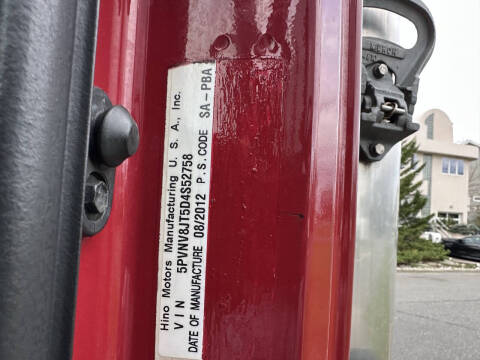 Hino Motors Manufacturing U. S. A., Inc.
VIN 5PVNV8JT5D4S52758
DATE OF MANUFACTURE 08/2012 P.S.CODE SA-PBA